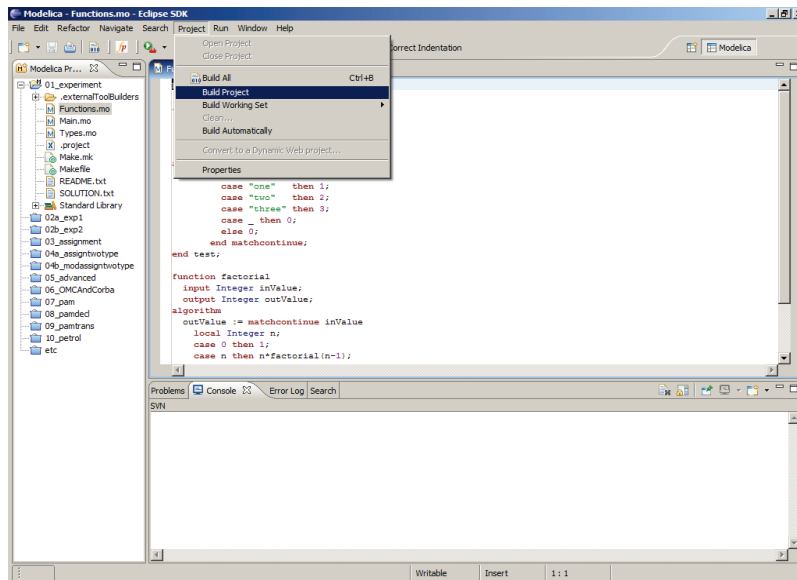 Modelica - Functions.mo - Eclipse SDK
File Edit Refactor Navigate Search Project Run Window Help
Correct Indentation
Modelica
Open Project
Close Project
Build All Ctrl+B
Build Project
Build Working Set
Clean...
Build Automatically
Convert to a Dynamic Web project...
Properties
Modelica Pr...
01_experiment
.externalToolBuilders
Functions.mo
Main.mo
Types.mo
.project
Make.mk
Makefile
README.txt
SOLUTION.txt
Standard Library
02a_exp1
02b_exp2
03_assignment
04a_assigntwotype
04b_modassigntwotype
05_advanced
06_OMCAndCorba
07_pam
08_pamdecl
09_pamtrans
10_petrol
etc
case "one" then 1;
case "two" then 2;
case "three" then 3;
case _ then 0;
else 0;
end matchcontinue;
end test;
function factorial
input Integer inValue;
output Integer outValue;
algorithm
outValue := matchcontinue inValue
local Integer n;
case 0 then 1;
case n then n*factorial(n-1);
Problems Console Error Log Search
SVN
Writable Insert 1 : 1